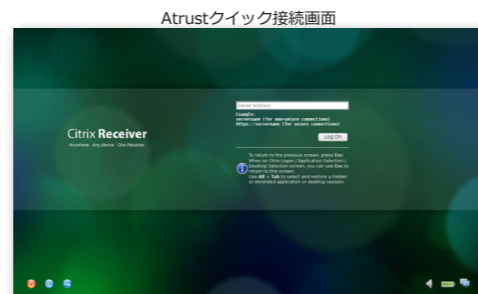 Atrustクイック接続画面
Server Address
Example:
servername (for non-secure connections)
https://servername (for secure connections)
Log On
Citrix Receiver
Anywhere · Any device · One Receiver
To return to the previous screen, press Esc.
When on Citrix Logon / Application Selection /
Desktop Selection screen, you can use Esc to
return to this screen.
Use Alt + Tab to select and restore a hidden
or minimized application or desktop session.